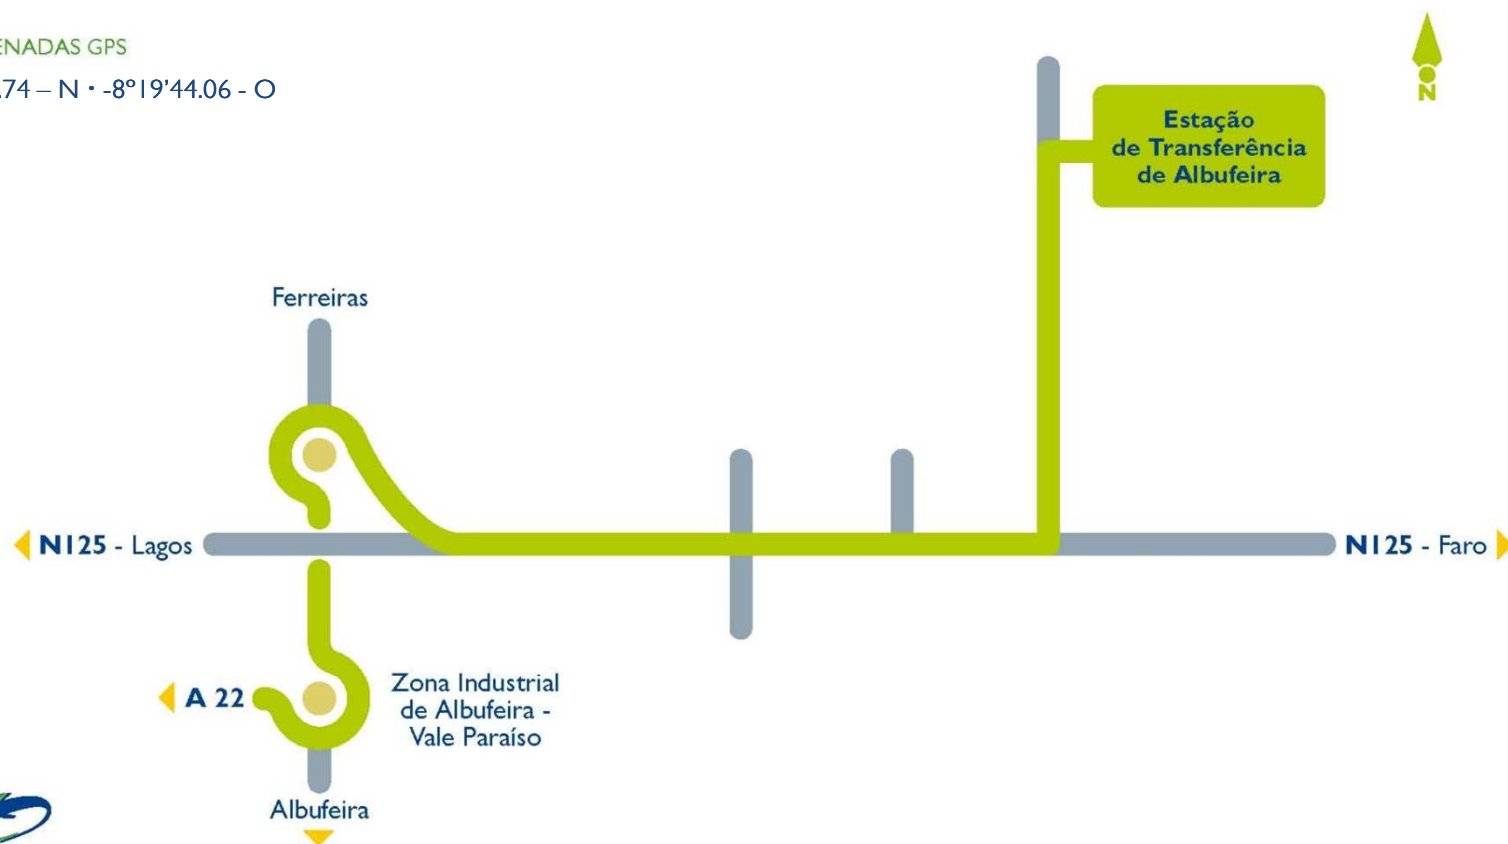 ENADAS GPS
.74 – N • -8º19'44.06 - O
N
Estação
de Transferência
de Albufeira
Ferreiras
N125 - Lagos
N125 - Faro
A 22
Zona Industrial
de Albufeira -
Vale Paraíso
Albufeira